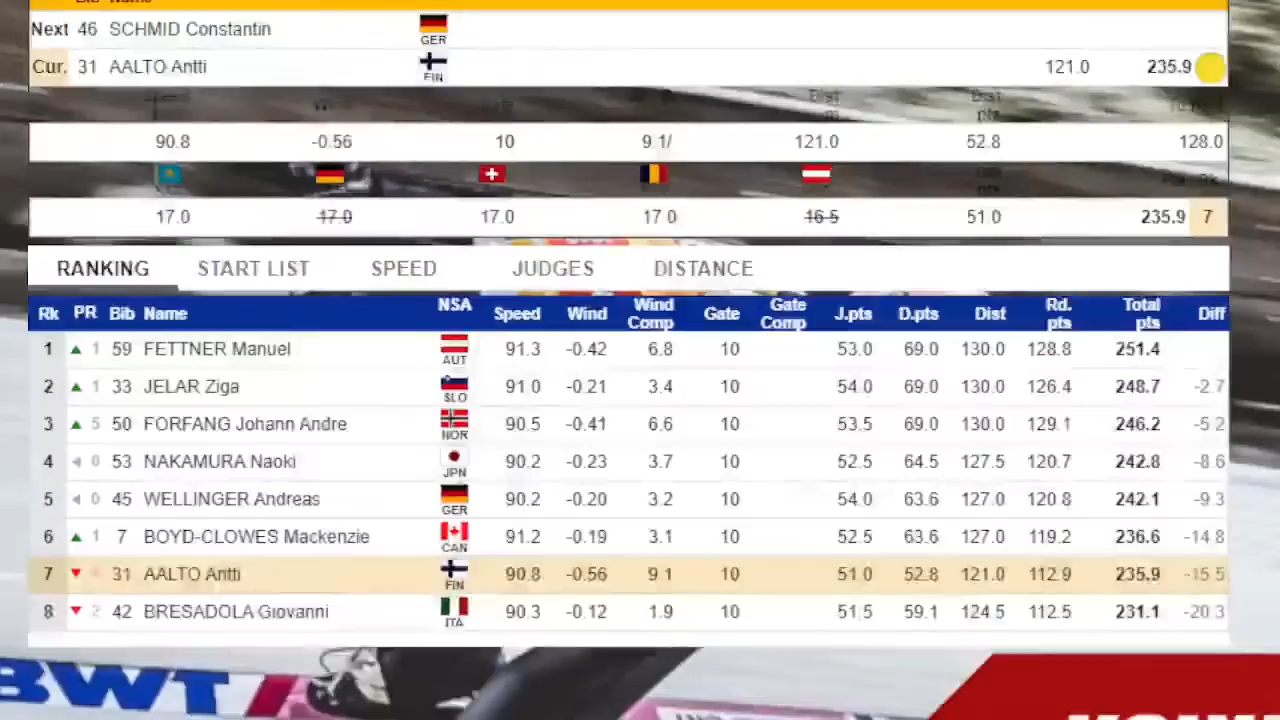 Next 46 SCHMID Constantin GER
Cur. 31 AALTO Antti FIN 121.0 235.9
90.8 -0.56 10 9.1/ 121.0 52.8 128.0
17.0 17.0 17.0 17 0 16.5 51.0 235.9 7
RANKING START LIST SPEED JUDGES DISTANCE
Rk PR Bib Name NSA Speed Wind Wind Comp Gate Gate Comp J.pts D.pts Dist Rd. pts Total pts Diff
1 1 59 FETTNER Manuel AUT 91.3 -0.42 6.8 10 53.0 69.0 130.0 128.8 251.4
2 1 33 JELAR Ziga SLO 91 0 -0.21 3.4 10 54.0 69.0 130.0 126.4 248.7 -2.7
3 5 50 FORFANG Johann Andre NOR 90.5 -0.41 6.6 10 53.5 69.0 130.0 129.1 246.2 -5 2
4 0 53 NAKAMURA Naoki JPN 90.2 -0.23 3.7 10 52.5 64.5 127.5 120.7 242.8 -8.6
5 0 45 WELLINGER Andreas GER 90.2 -0.20 3.2 10 54.0 63.6 127.0 120 8 242.1 -9.3
6 1 7 BOYD-CLOWES Mackenzie CAN 91.2 -0.19 3.1 10 52.5 63.6 127.0 119.2 236.6 -14 8
7 31 AALTO Antti FIN 90.8 -0.56 9 1 10 51 0 52.8 121.0 112.9 235.9 -15 5
8 2 42 BRESADOLA Giovanni ITA 90.3 -0.12 1.9 10 51.5 59.1 124.5 112.5 231.1 -20 3
BWT